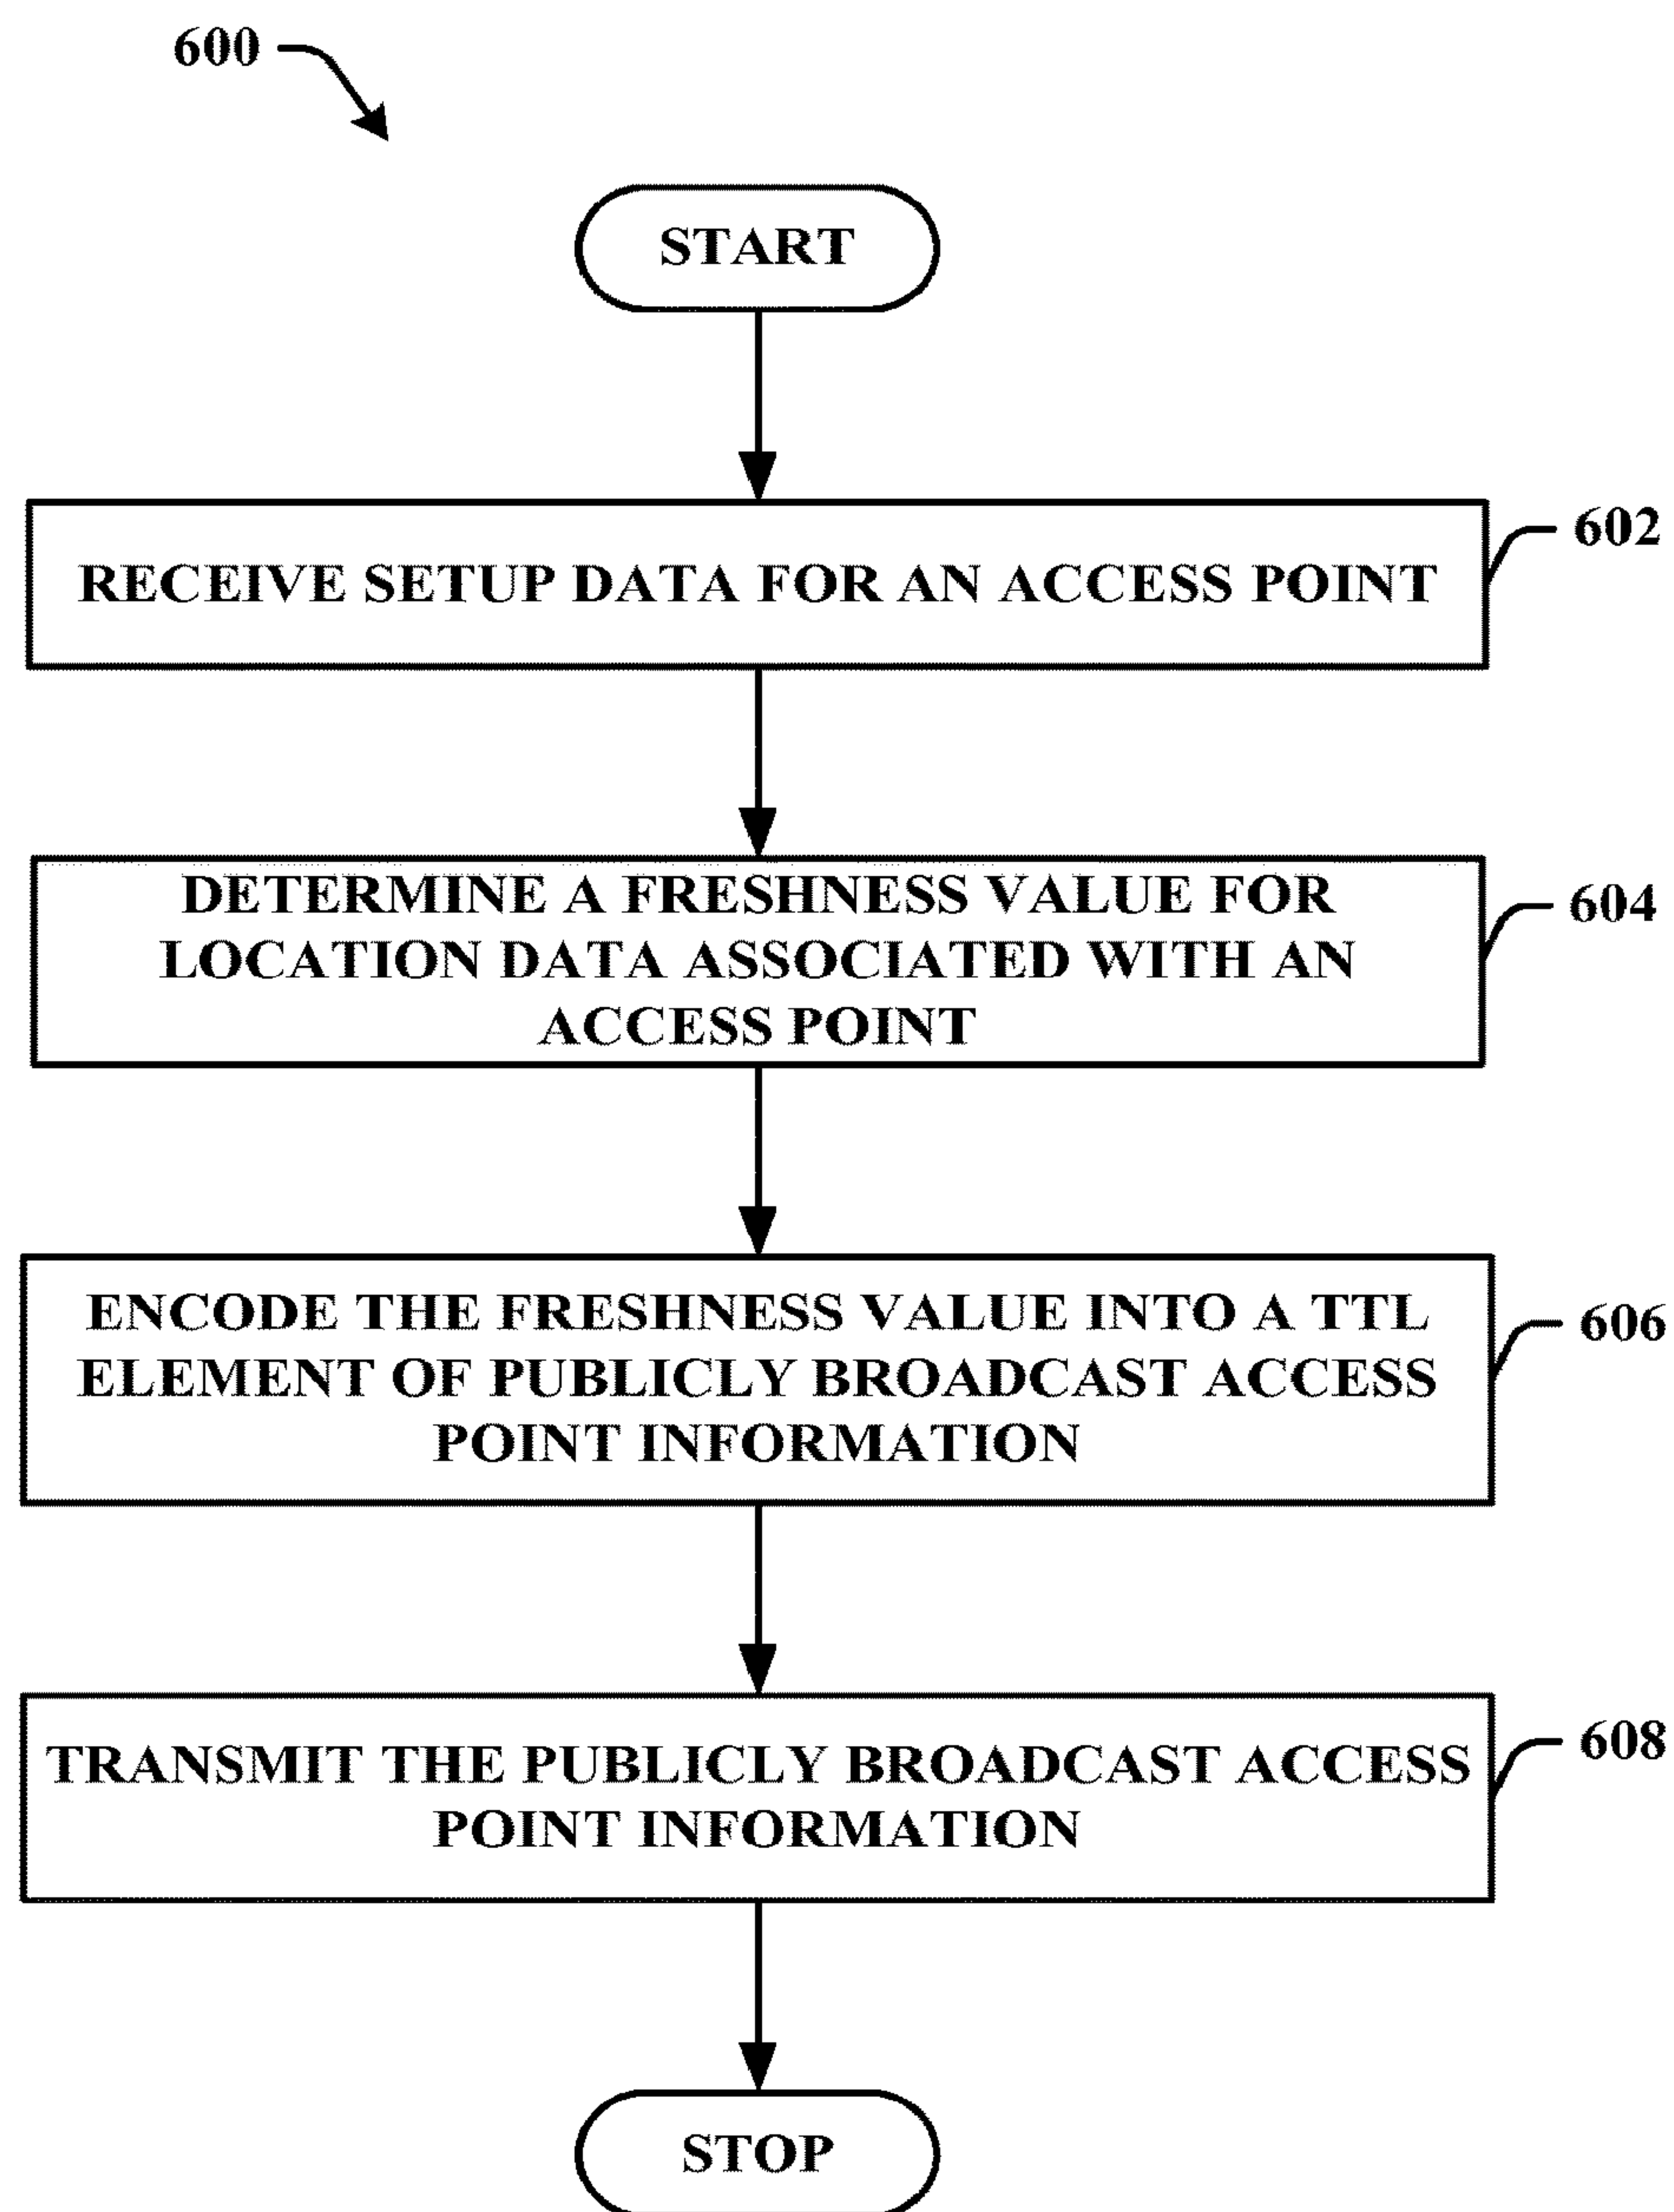 600
START
RECEIVE SETUP DATA FOR AN ACCESS POINT
602
DETERMINE A FRESHNESS VALUE FOR
LOCATION DATA ASSOCIATED WITH AN
ACCESS POINT
604
ENCODE THE FRESHNESS VALUE INTO A TTL
ELEMENT OF PUBLICLY BROADCAST ACCESS
POINT INFORMATION
606
TRANSMIT THE PUBLICLY BROADCAST ACCESS
POINT INFORMATION
608
STOP